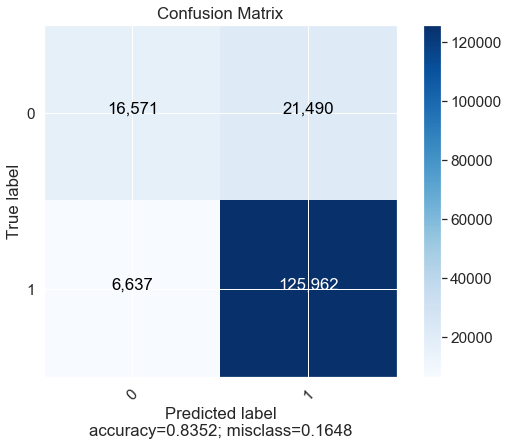 Confusion Matrix
120000
0 16,571 21,490
100000
80000
True label
60000
1 6,637 125,962
40000
20000
0 1
Predicted label
accuracy=0.8352; misclass=0.1648